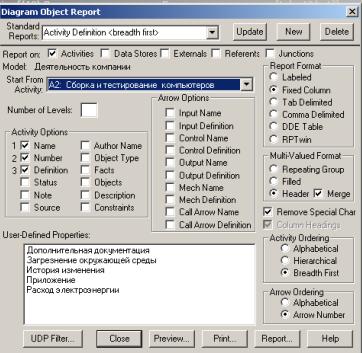 Diagram Object Report
Standard Reports: Activity Definition <breadth first> Update New Delete
Report on: Activities Data Stores Externals Referents Junctions
Model: Деятельность компании
Start From Activity: A2: Сборка и тестирование компьютеров
Number of Levels:
Activity Options
1 Name Author Name
2 Number Object Type
3 Definition Facts
Status Objects
Note Description
Source Constraints
Arrow Options
Input Name
Input Definition
Control Name
Control Definition
Output Name
Output Definition
Mech Name
Mech Definition
Call Arrow Name
Call Arrow Definition
Report Format
Labeled
Fixed Column
Tab Delimited
Comma Delimited
DDE Table
RPTwin
Multi-Valued Format
Repeating Group
Filled
Header Merge
Remove Special Char
Column Headings
Activity Ordering
Alphabetical
Hierarchical
Breadth First
Arrow Ordering
Alphabetical
Arrow Number
User-Defined Properties:
Дополнительная документация
Загрезнение окружающей среды
История изменения
Приложение
Расход электроэнергии
UDP Filter... Close Preview... Print... Report... Help